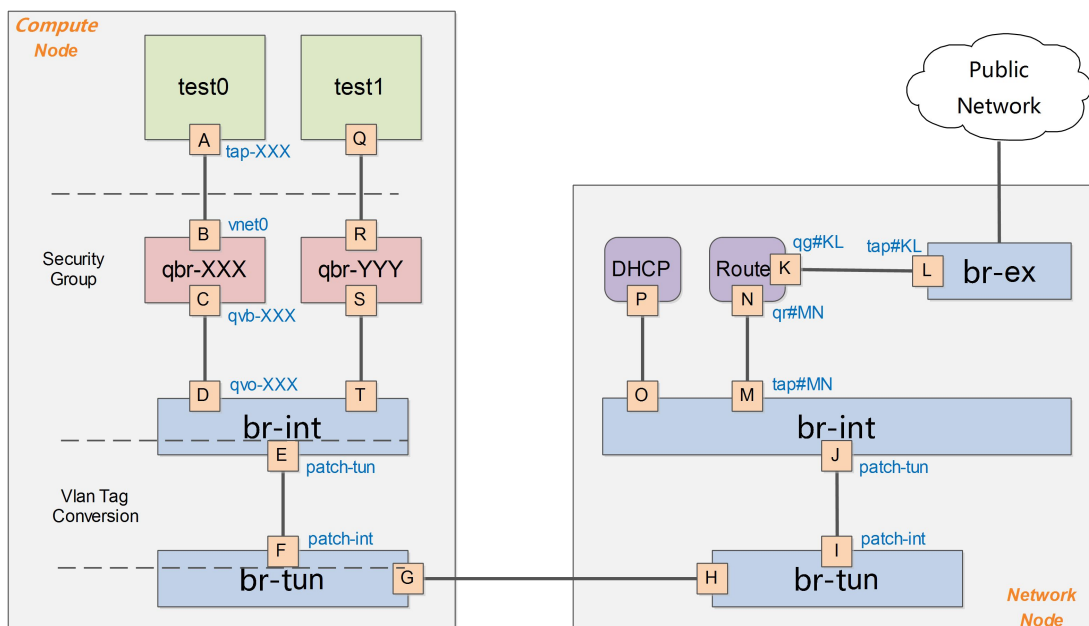 Compute
Node
test0
test1
A
Q
tap-XXX
Security
Group
B
vnet0
R
qbr-XXX
qbr-YYY
C
qvb-XXX
S
D
qvo-XXX
T
br-int
E
patch-tun
Vlan Tag
Conversion
F
patch-int
br-tun
G
Public
Network
DHCP
Route
K
qg#KL
tap#KL
L
br-ex
P
N
qr#MN
O
M
tap#MN
br-int
J
patch-tun
I
patch-int
H
br-tun
Network
Node